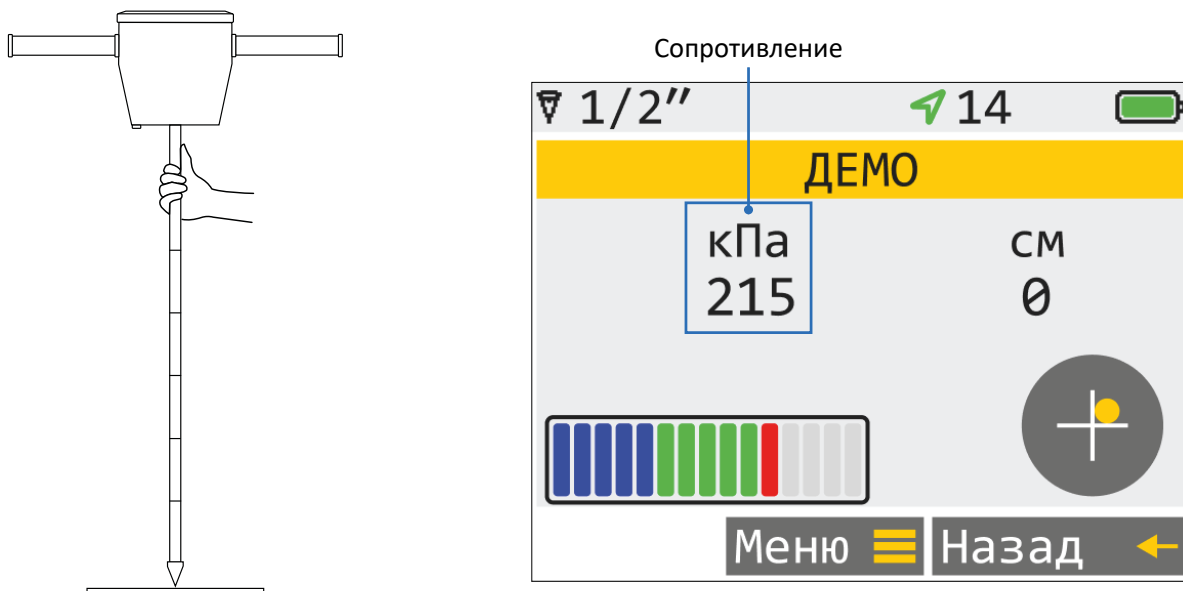 Сопротивление
1/2″ 14
ДЕМО
кПа см
215 0
Меню Назад